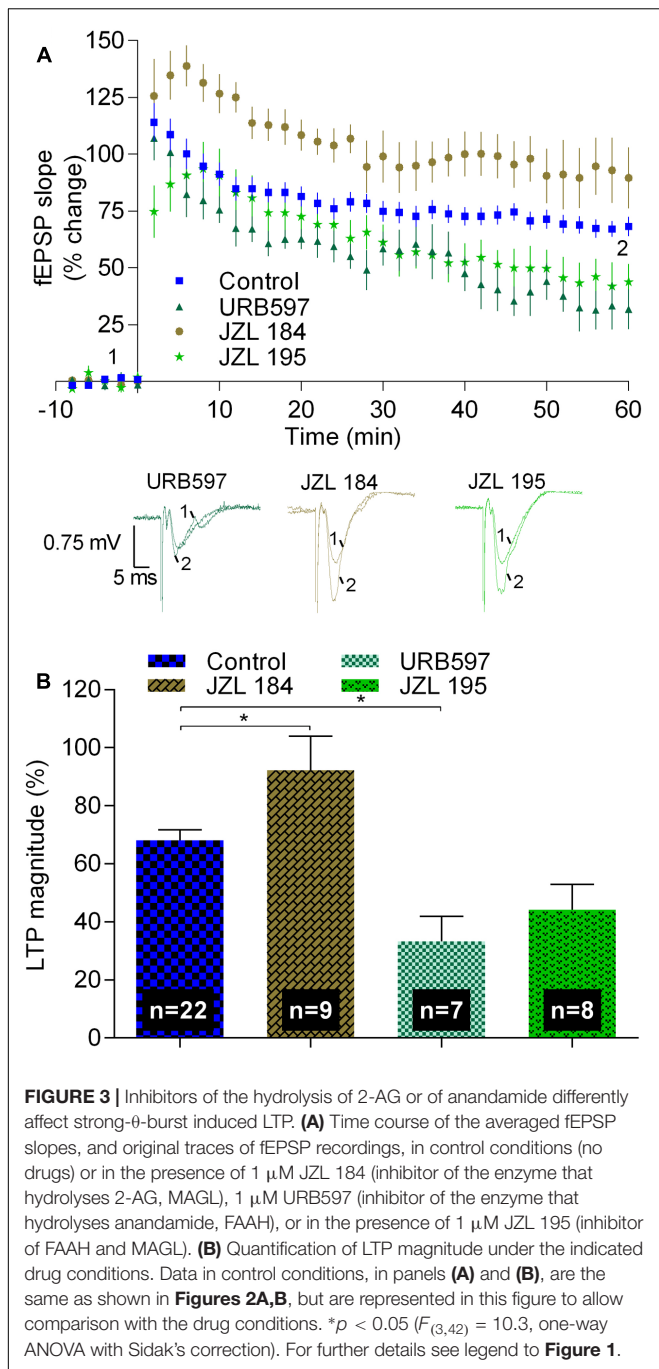 A
150
125
100
75
50
25
fEPSP slope
(% change)
1
2
Control
URB597
JZL 184
JZL 195
-10 10 20 30 40 50 60
Time (min)
URB597 JZL 184 JZL 195
1 1 1
2 2 2
0.75 mV
5 ms
B
Control URB597
JZL 184 JZL 195
120
100
80
60
40
20
0
LTP magnitude (%)
* *
n=22 n=9 n=7 n=8
FIGURE 3 | Inhibitors of the hydrolysis of 2-AG or of anandamide differently
affect strong-θ-burst induced LTP. (A) Time course of the averaged fEPSP
slopes, and original traces of fEPSP recordings, in control conditions (no
drugs) or in the presence of 1 μM JZL 184 (inhibitor of the enzyme that
hydrolyses 2-AG, MAGL), 1 μM URB597 (inhibitor of the enzyme that
hydrolyses anandamide, FAAH), or in the presence of 1 μM JZL 195 (inhibitor
of FAAH and MAGL). (B) Quantification of LTP magnitude under the indicated
drug conditions. Data in control conditions, in panels (A) and (B), are the
same as shown in Figures 2A,B, but are represented in this figure to allow
comparison with the drug conditions. *p < 0.05 (F(3,42) = 10.3, one-way
ANOVA with Sidak's correction). For further details see legend to Figure 1.